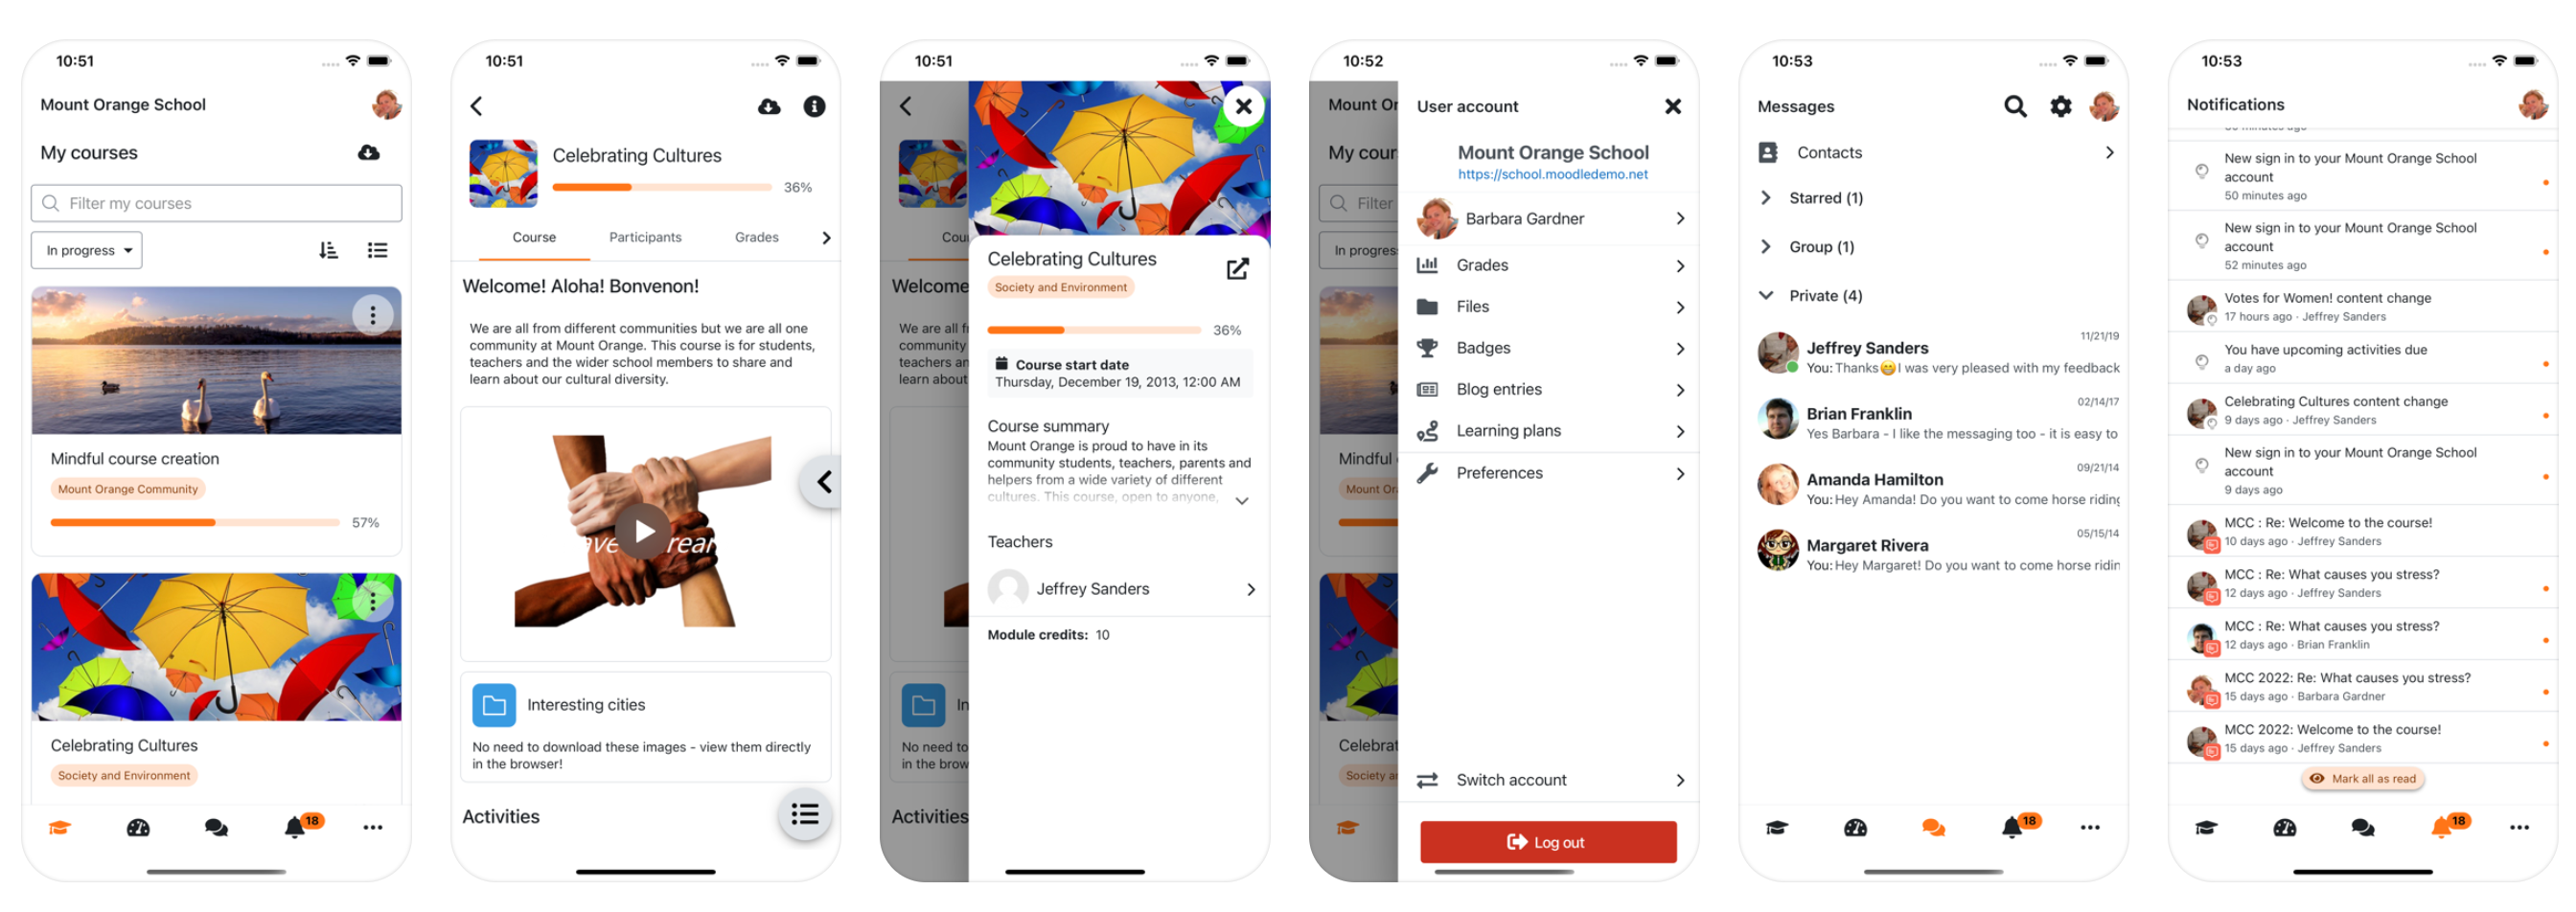 10:51
Mount Orange School
My courses
Filter my courses
In progress
Mindful course creation
Mount Orange Community
57%
Celebrating Cultures
Society and Environment
18
10:51
Celebrating Cultures
36%
Course Participants Grades
Welcome! Aloha! Bonvenon!
We are all from different communities but we are all one
community at Mount Orange. This course is for students,
teachers and the wider school members to share and
learn about our cultural diversity.
Interesting cities
No need to download these images - view them directly
in the browser!
Activities
10:51
Cou
Welcome
We are all f
community
teachers an
learn about
In
No need to
in the brow
Activities
Celebrating Cultures
Society and Environment
36%
Course start date
Thursday, December 19, 2013, 12:00 AM
Course summary
Mount Orange is proud to have in its
community students, teachers, parents and
helpers from a wide variety of different
cultures. This course, open to anyone,
Teachers
Jeffrey Sanders
Module credits: 10
10:52
Mount Or
My cour
Filter
In progres
Mindful
Mount Or
Celebrat
Society a
User account
Mount Orange School
https://school.moodledemo.net
Barbara Gardner
Grades
Files
Badges
Blog entries
Learning plans
Preferences
Switch account
Log out
10:53
Messages
Contacts
Starred (1)
Group (1)
Private (4)
11/21/19
Jeffrey Sanders
You: Thanks😁I was very pleased with my feedback
02/14/17
Brian Franklin
Yes Barbara - I like the messaging too - it is easy to
09/21/14
Amanda Hamilton
You: Hey Amanda! Do you want to come horse riding
05/15/14
Margaret Rivera
You: Hey Margaret! Do you want to come horse ridin
18
10:53
Notifications
New sign in to your Mount Orange School
account
50 minutes ago
New sign in to your Mount Orange School
account
52 minutes ago
Votes for Women! content change
17 hours ago · Jeffrey Sanders
You have upcoming activities due
a day ago
Celebrating Cultures content change
9 days ago · Jeffrey Sanders
New sign in to your Mount Orange School
account
9 days ago
MCC : Re: Welcome to the course!
10 days ago · Jeffrey Sanders
MCC : Re: What causes you stress?
12 days ago · Jeffrey Sanders
MCC : Re: What causes you stress?
12 days ago · Brian Franklin
MCC 2022: Re: What causes you stress?
15 days ago · Barbara Gardner
MCC 2022: Welcome to the course!
15 days ago · Jeffrey Sanders
Mark all as read
18